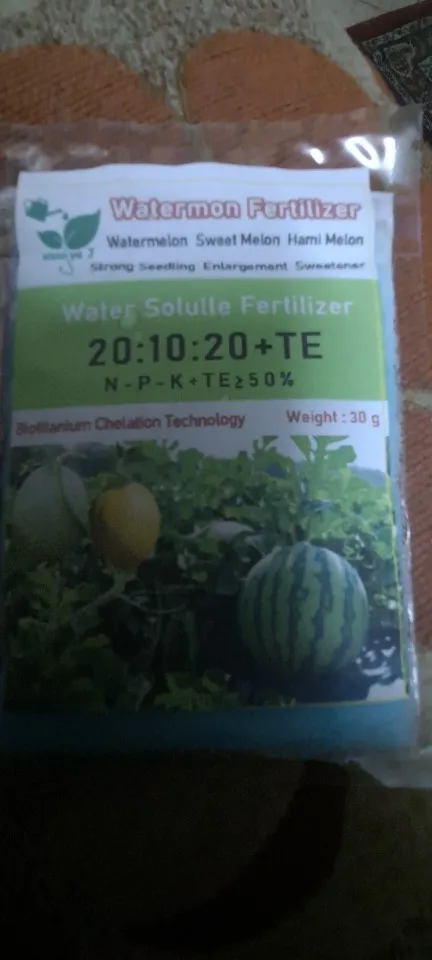 Watermon Fertilizer
Watermelon Sweet Melon Hami Melon
Strong Seedling Enlargement Sweetener
Water Solulle Fertilizer
20:10:20+TE
N-P-K+TE≥50%
Biotitanium Chelation Technology Weight : 30 g